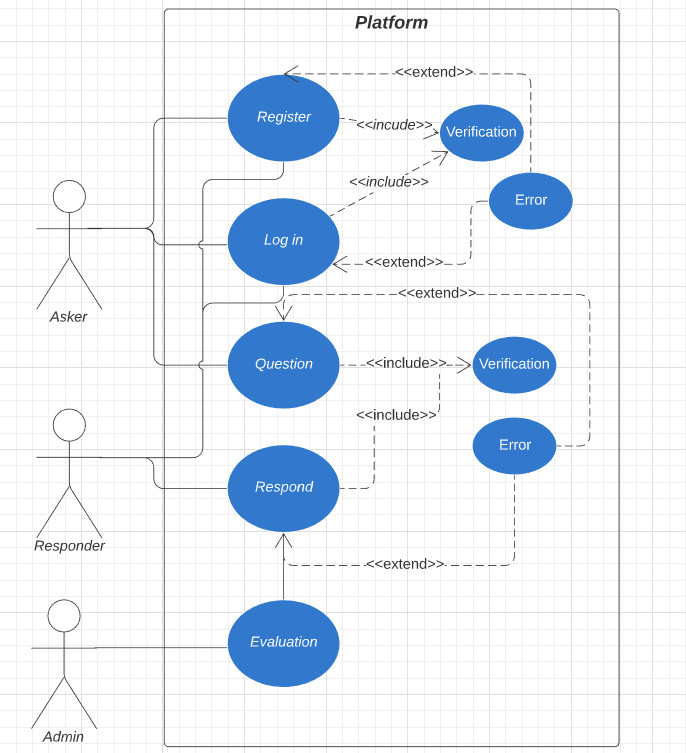 Platform
<<extend>>
Register
<<incude>>
Verification
<<include>>
Error
Log in
<<extend>>
<<extend>>
Asker
Question
<<include>>
Verification
<<include>>
Error
Respond
Responder
<<extend>>
Evaluation
Admin